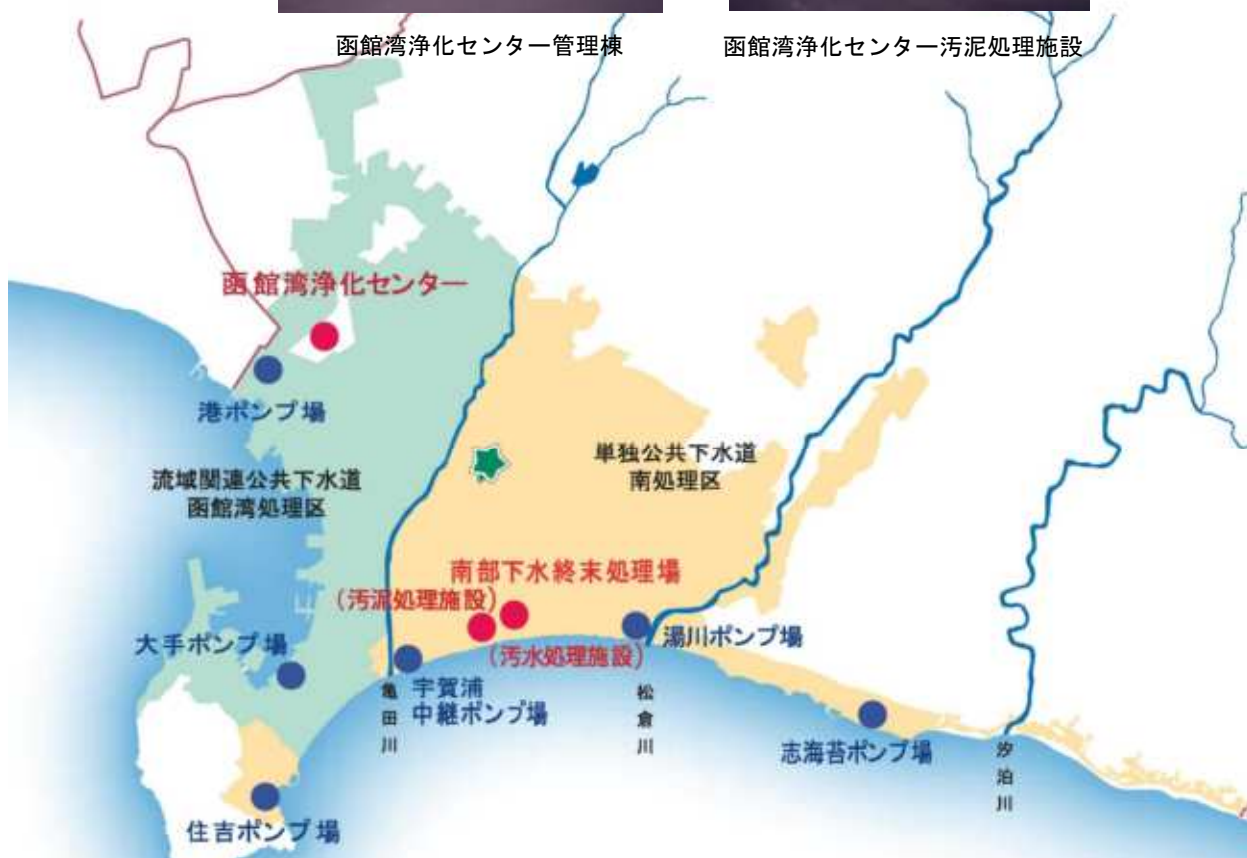 函館湾浄化センター管理棟
函館湾浄化センター汚泥処理施設
函館湾浄化センター
港ポンプ場
流域関連公共下水道
函館湾処理区
単独公共下水道
南処理区
南部下水終末処理場
(汚泥処理施設)
(汚水処理施設)
大手ポンプ場
宇賀浦
中継ポンプ場
湯川ポンプ場
亀田川
松倉川
志海苔ポンプ場
汐泊川
住吉ポンプ場